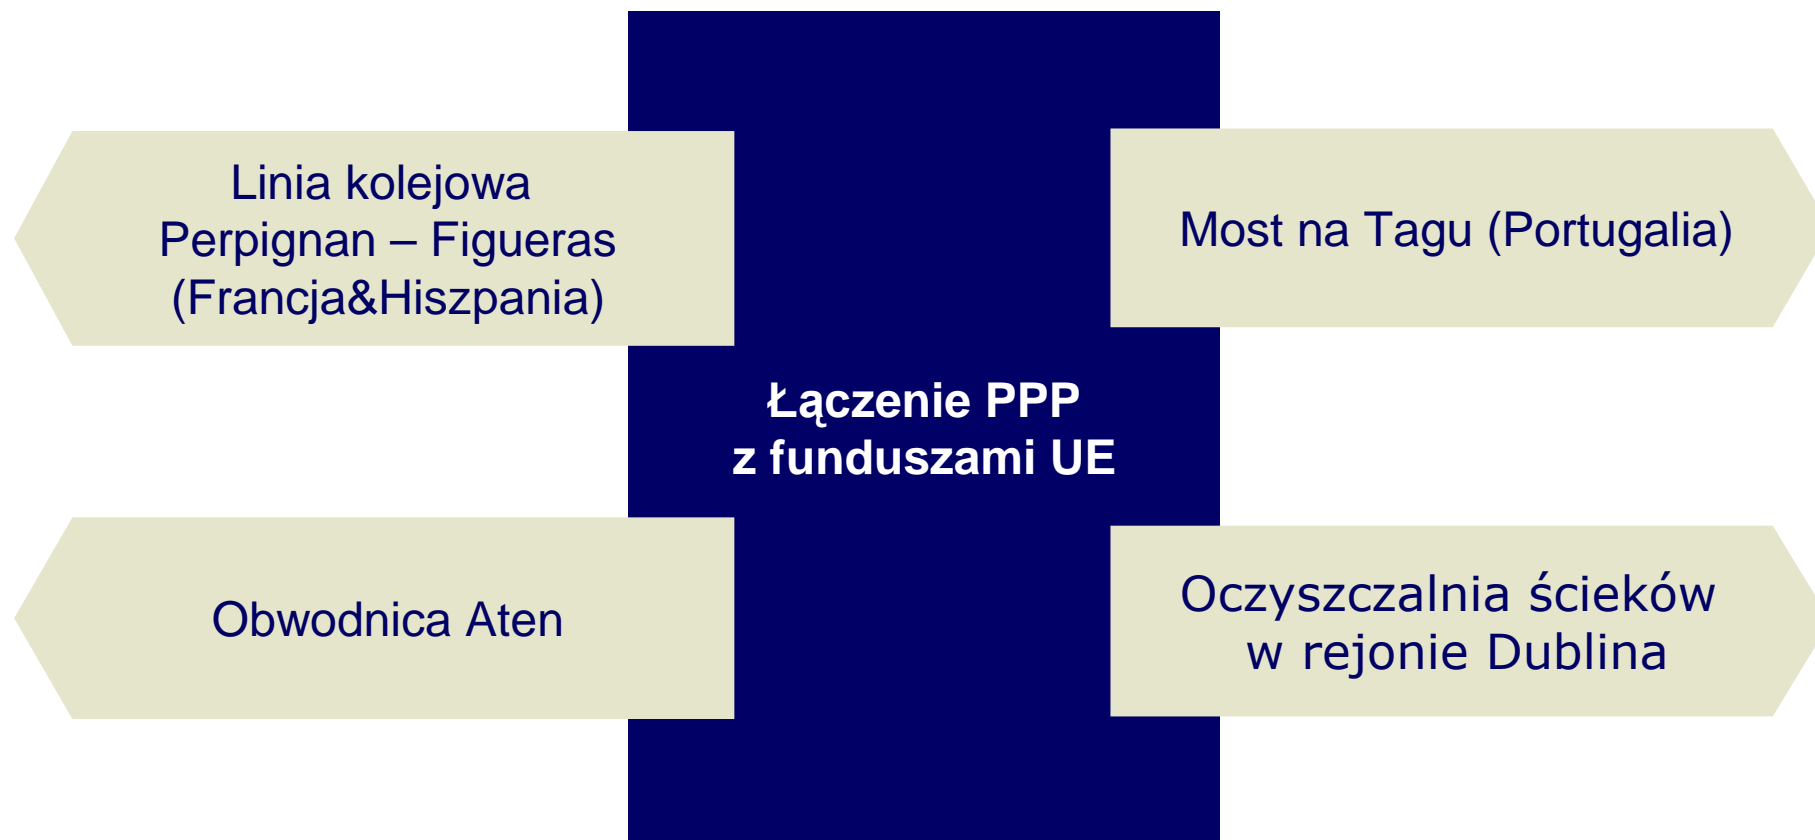 Linia kolejowa
Perpignan – Figueras
(Francja&Hiszpania)
Most na Tagu (Portugalia)
Łączenie PPP
z funduszami UE
Obwodnica Aten
Oczyszczalnia ścieków
w rejonie Dublina